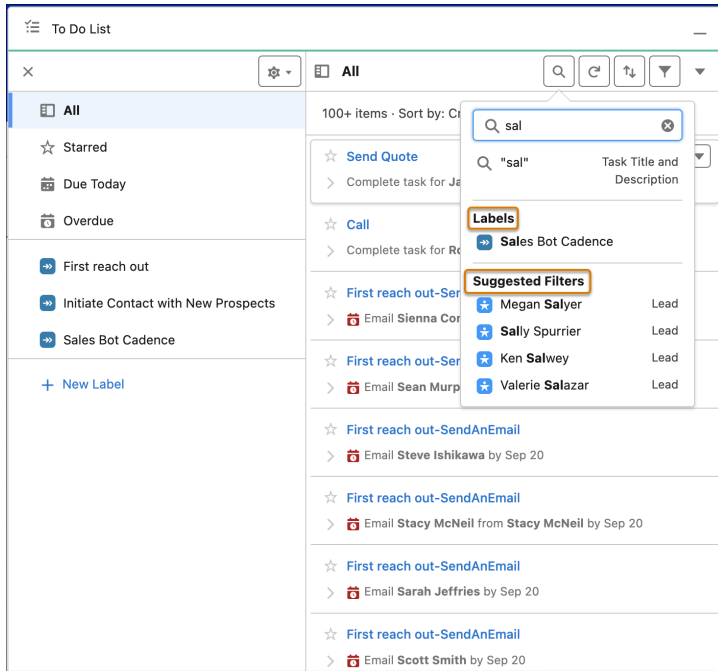 To Do List
All
Starred
Due Today
Overdue
First reach out
Initiate Contact with New Prospects
Sales Bot Cadence
+ New Label
All
100+ items · Sort by:
sal
"sal" Task Title and
Description
Labels
Sales Bot Cadence
Suggested Filters
Megan Salyer Lead
Sally Spurrier Lead
Ken Salwey Lead
Valerie Salazar Lead
Send Quote
Complete task for
Call
Complete task for
First reach out-
Email Sienna
First reach out-
Email Sean
First reach out-SendAnEmail
Email Steve Ishikawa by Sep 20
First reach out-SendAnEmail
Email Stacy McNeil from Stacy McNeil by Sep 20
First reach out-SendAnEmail
Email Sarah Jeffries by Sep 20
First reach out-SendAnEmail
Email Scott Smith by Sep 20